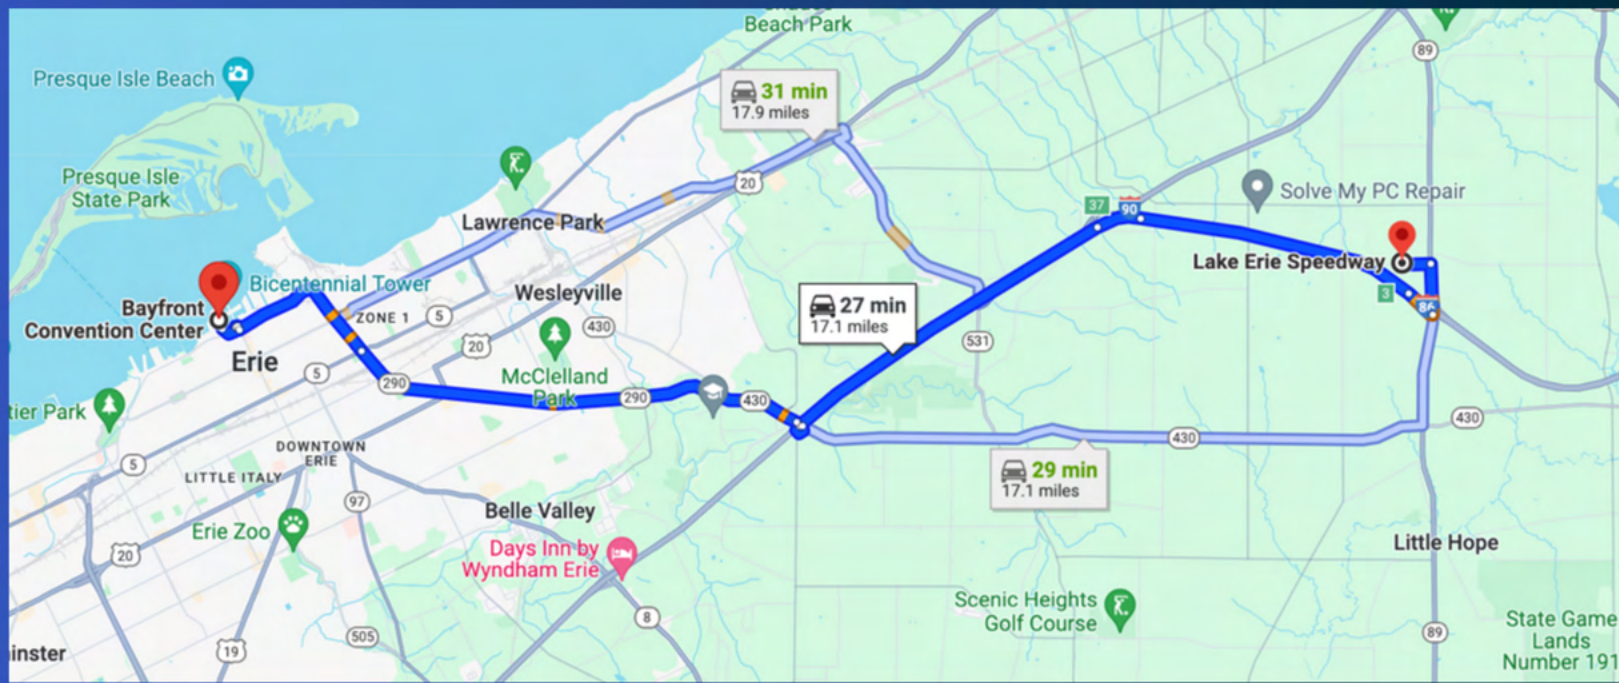 Beach Park
89
Presque Isle Beach
31 min
17.9 miles
Presque Isle
State Park
20
Solve My PC Repair
37
90
Lawrence Park
Lake Erie Speedway
Bicentennial Tower
Wesleyville
3
86
Bayfront
Convention Center
ZONE 1
5
430
27 min
17.1 miles
Erie
20
531
5
McClelland
Park
290
290
430
tier Park
430
430
DOWNTOWN
ERIE
5
LITTLE ITALY
29 min
17.1 miles
97
Belle Valley
Erie Zoo
20
Days Inn by
Wyndham Erie
Little Hope
Scenic Heights
Golf Course
8
505
19
89
State Game
Lands
Number 191
inster